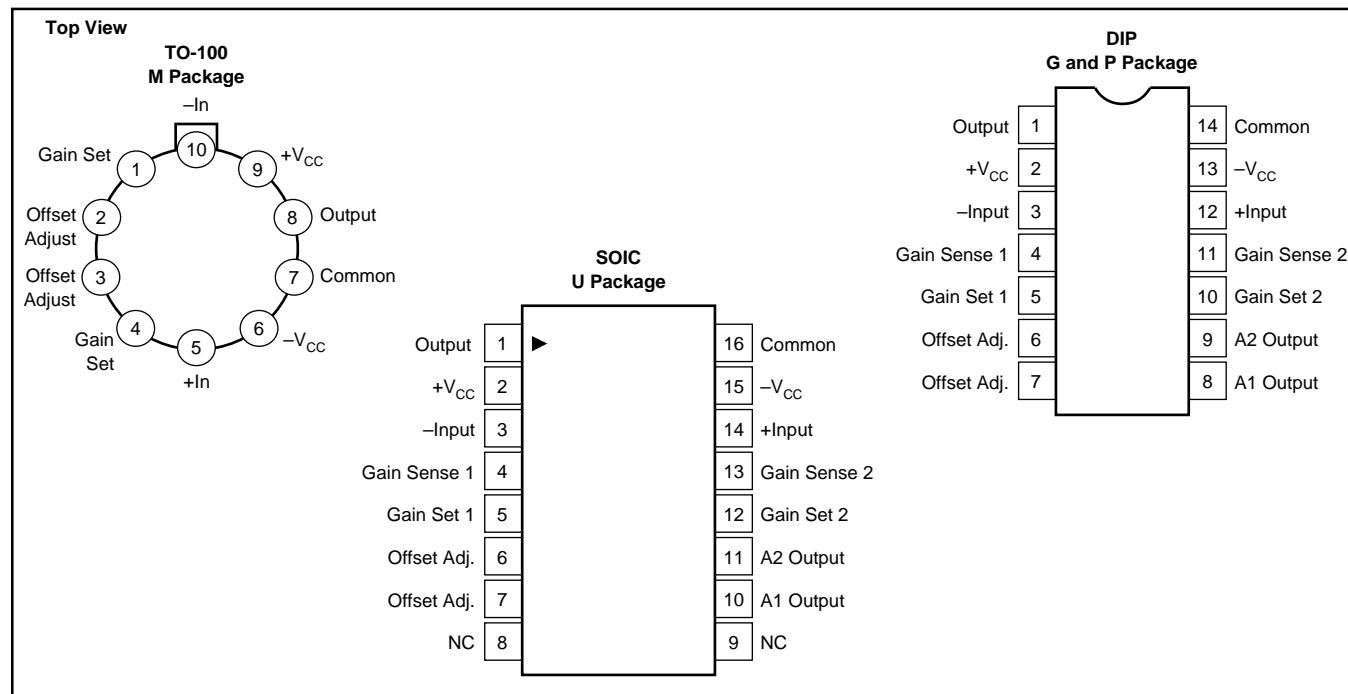 Top View
TO-100
M Package
–In
10
Gain Set
1
9
+VCC
Offset
Adjust
2
8
Output
Offset
Adjust
3
7
Common
Gain
Set
4
5
+In
6
–VCC
SOIC
U Package
Output 1
16 Common
+VCC 2
15 –VCC
–Input 3
14 +Input
Gain Sense 1 4
13 Gain Sense 2
Gain Set 1 5
12 Gain Set 2
Offset Adj. 6
11 A2 Output
Offset Adj. 7
10 A1 Output
NC 8
9 NC
DIP
G and P Package
Output 1
14 Common
+VCC 2
13 –VCC
–Input 3
12 +Input
Gain Sense 1 4
11 Gain Sense 2
Gain Set 1 5
10 Gain Set 2
Offset Adj. 6
9 A2 Output
Offset Adj. 7
8 A1 Output